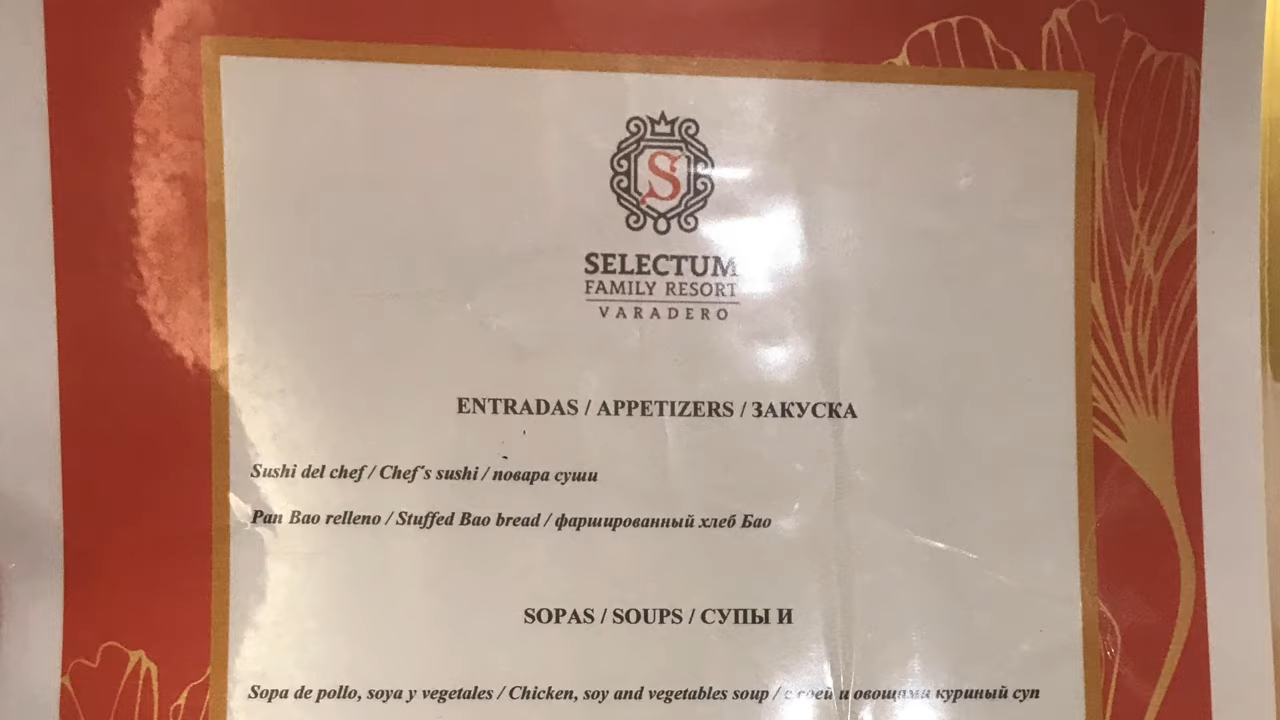 S
SELECTUM
FAMILY RESORT
VARADERO
ENTRADAS / APPETIZERS / ЗАКУСКА
Sushi del chef / Chef´s sushi / повара суши
Pan Bao relleno / Stuffed Bao bread / фаршированный хлеб Бао
SOPAS / SOUPS / СУПЫ И
Sopa de pollo, soya y vegetales / Chicken, soy and vegetables soup / с соей и овощами куриный суп